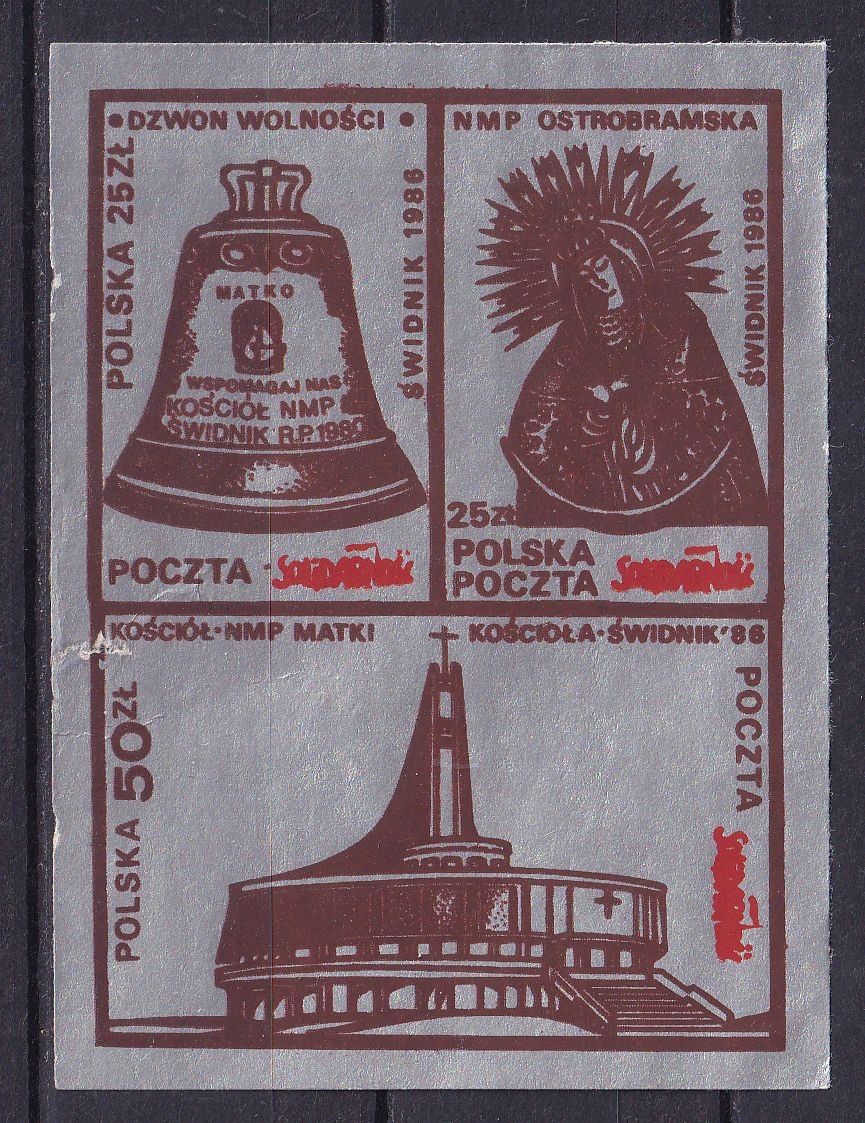 •DZWON WOLNOŚCI•
POLSKA 25ZŁ
ŚWIDNIK 1986
MATKO
WSPOMAGAJ NAS
KOŚCIÓŁ NMP
ŚWIDNIK R.P. 1980
POCZTA - SOLIDARNOŚĆ
NMP OSTROBRAMSKA
ŚWIDNIK 1986
25ZŁ
POLSKA
POCZTA SOLIDARNOŚĆ
KOŚCIÓŁ·NMP MATKI KOŚCIOŁA·ŚWIDNIK'86
POLSKA 50ZŁ
POCZTA SOLIDARNOŚĆ